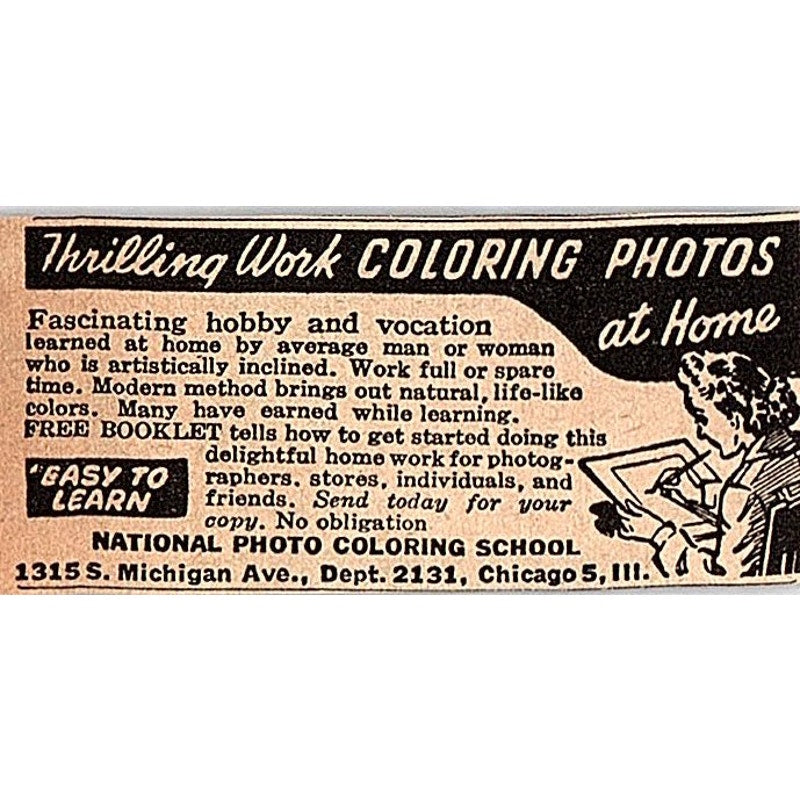 Thrilling Work COLORING PHOTOS
at Home
Fascinating hobby and vocation
learned at home by average man or woman
who is artistically inclined. Work full or spare
time. Modern method brings out natural, life-like
colors. Many have earned while learning.
FREE BOOKLET tells how to get started doing this
delightful home work for photog-
raphers, stores, individuals, and
friends. Send today for your
copy. No obligation
"EASY TO
LEARN
NATIONAL PHOTO COLORING SCHOOL
1315 S. Michigan Ave., Dept. 2131, Chicago 5, Ill.